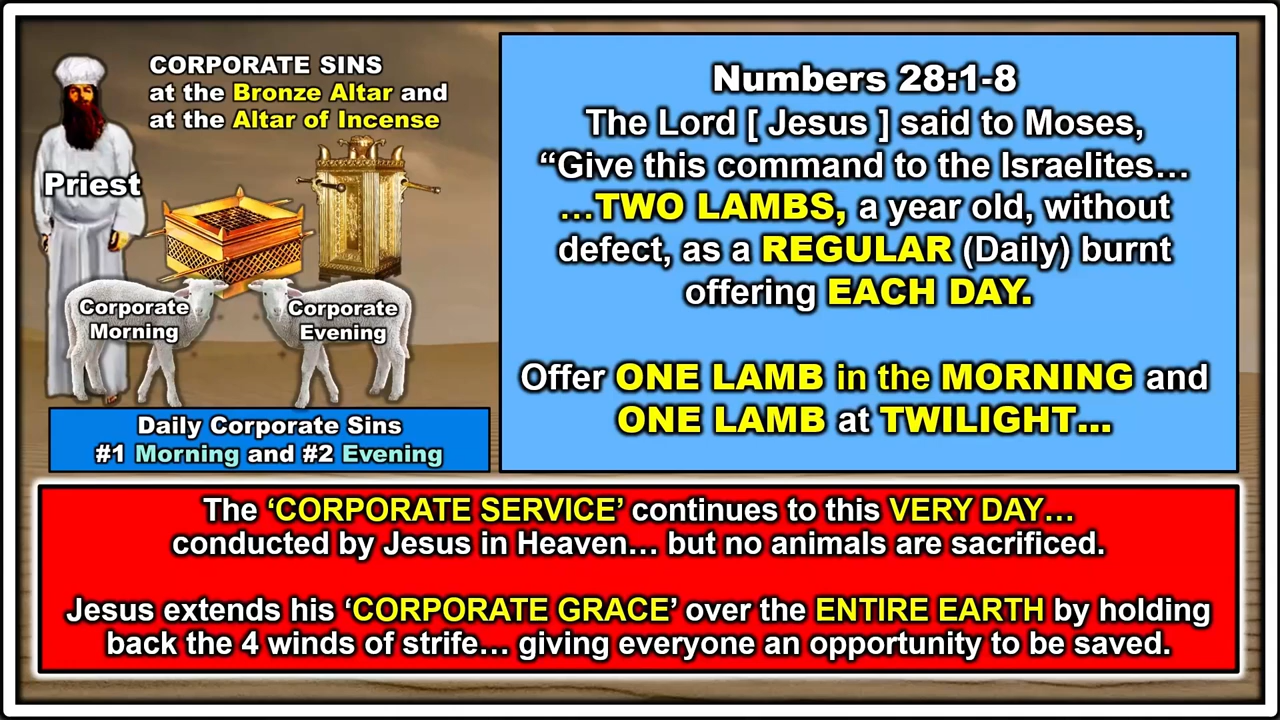 CORPORATE SINS
at the Bronze Altar and
at the Altar of Incense
Priest
Corporate
Morning
Corporate
Evening
Daily Corporate Sins
#1 Morning and #2 Evening
Numbers 28:1-8
The Lord [ Jesus ] said to Moses,
“Give this command to the Israelites…
…TWO LAMBS, a year old, without
defect, as a REGULAR (Daily) burnt
offering EACH DAY.
Offer ONE LAMB in the MORNING and
ONE LAMB at TWILIGHT…
The ‘CORPORATE SERVICE’ continues to this VERY DAY…
conducted by Jesus in Heaven… but no animals are sacrificed.
Jesus extends his ‘CORPORATE GRACE’ over the ENTIRE EARTH by holding
back the 4 winds of strife… giving everyone an opportunity to be saved.